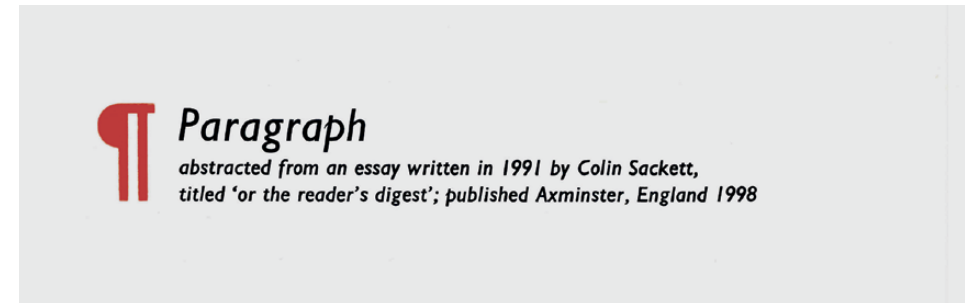 ¶ Paragraph
abstracted from an essay written in 1991 by Colin Sackett,
titled ‘or the reader’s digest’; published Axminster, England 1998